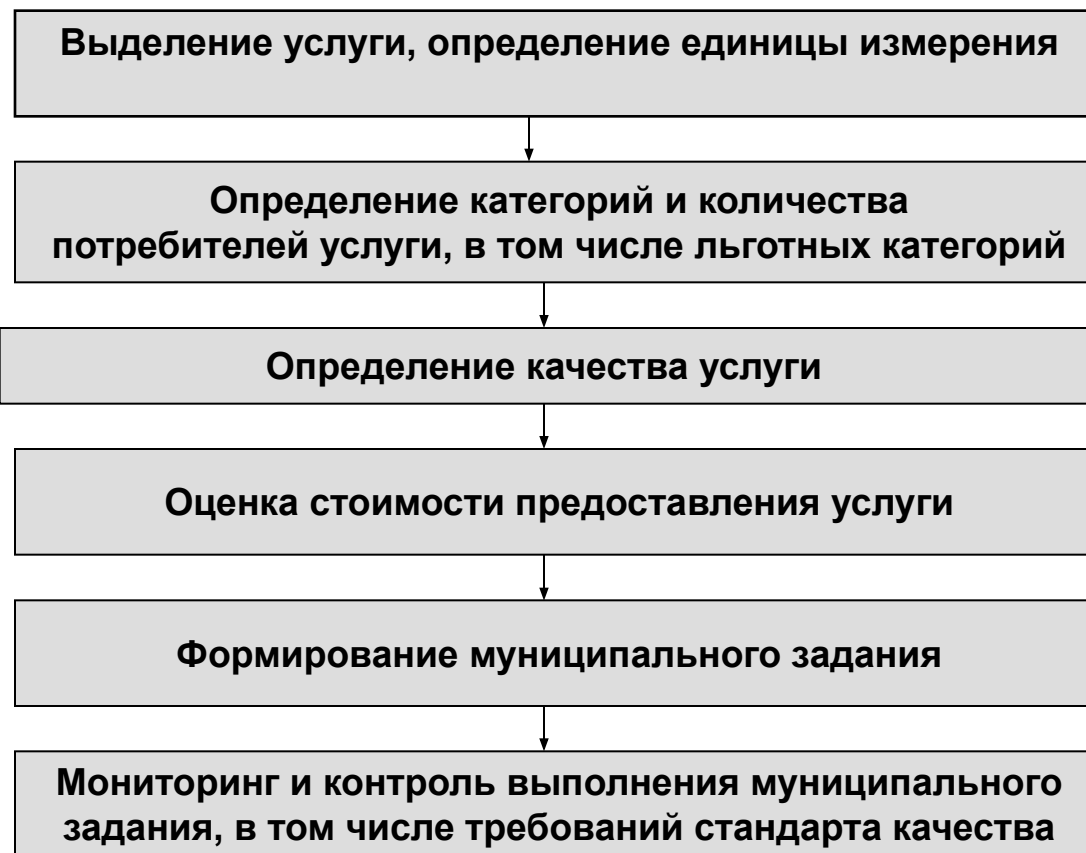 Выделение услуги, определение единицы измерения
Определение категорий и количества
потребителей услуги, в том числе льготных категорий
Определение качества услуги
Оценка стоимости предоставления услуги
Формирование муниципального задания
Мониторинг и контроль выполнения муниципального
задания, в том числе требований стандарта качества